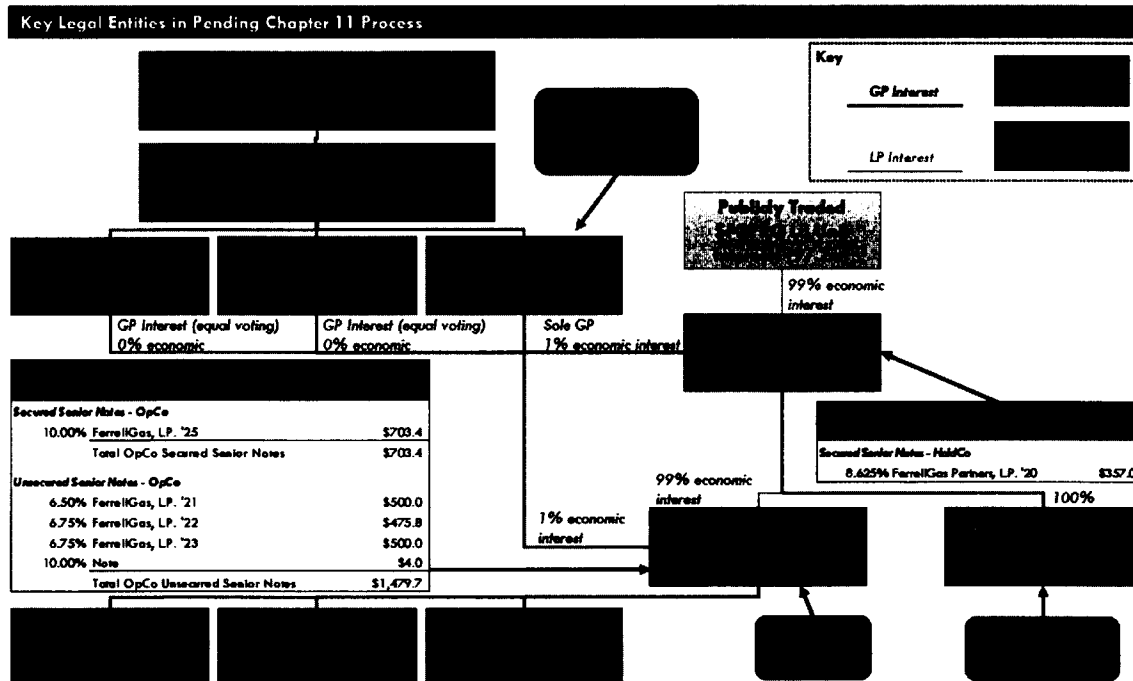 Key Legal Entities in Pending Chapter 11 Process
Key
GP Interest
LP Interest
Publicly Traded
99% economic
interest
GP Interest (equal voting)
0% economic
GP Interest (equal voting)
0% economic
Sole GP
1% economic interest
Secured Senior Notes - OpCo
10.00% FerrellGas, L.P. '25 $703.4
Total OpCo Secured Senior Notes $703.4
Unsecured Senior Notes - OpCo
6.50% FerrellGas, L.P. '21 $500.0
6.75% FerrellGas, L.P. '22 $475.8
6.75% FerrellGas, L.P. '23 $500.0
10.00% Note $4.0
Total OpCo Unsecured Senior Notes $1,479.7
Secured Senior Notes - HoldCo
8.625% FerrellGas Partners, L.P. '20 $357.0
99% economic
interest
100%
1% economic
interest